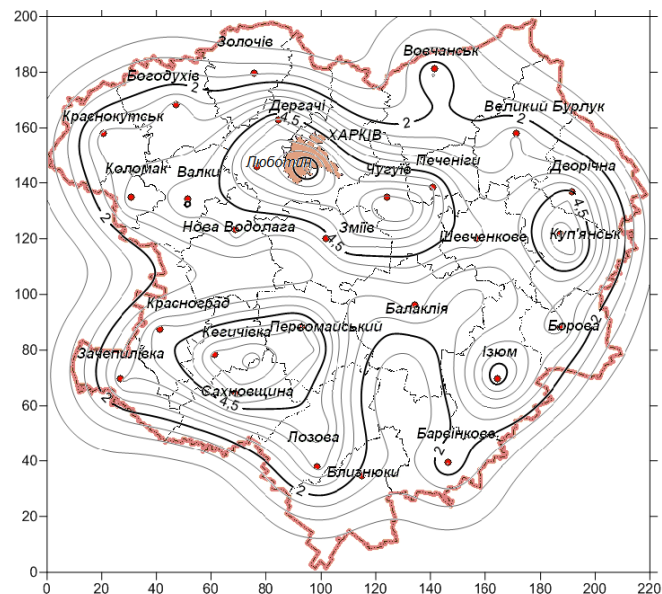 200
180
160
140
120
100
80
60
40
20
0
Золочів
Вовчанськ
Богодухів
2
Дергачі
Великий Бурлук
Краснокутськ
4,5
2
2
ХАРКІВ
Люботин
Печеніги
Дворічна
Коломак
Валки
Чугуїв
4,5
2
Нова Водолага
Зміїв
4,5
Шевченкове
Куп'янськ
Красноград
Балаклія
2
Кегичівка
Первомайський
Борова
Зачепилівка
Ізюм
Сахновщина
2
4,5
Лозова
Барвінкове
2
Близнюки
2
0
20
40
60
80
100
120
140
160
180
200
220